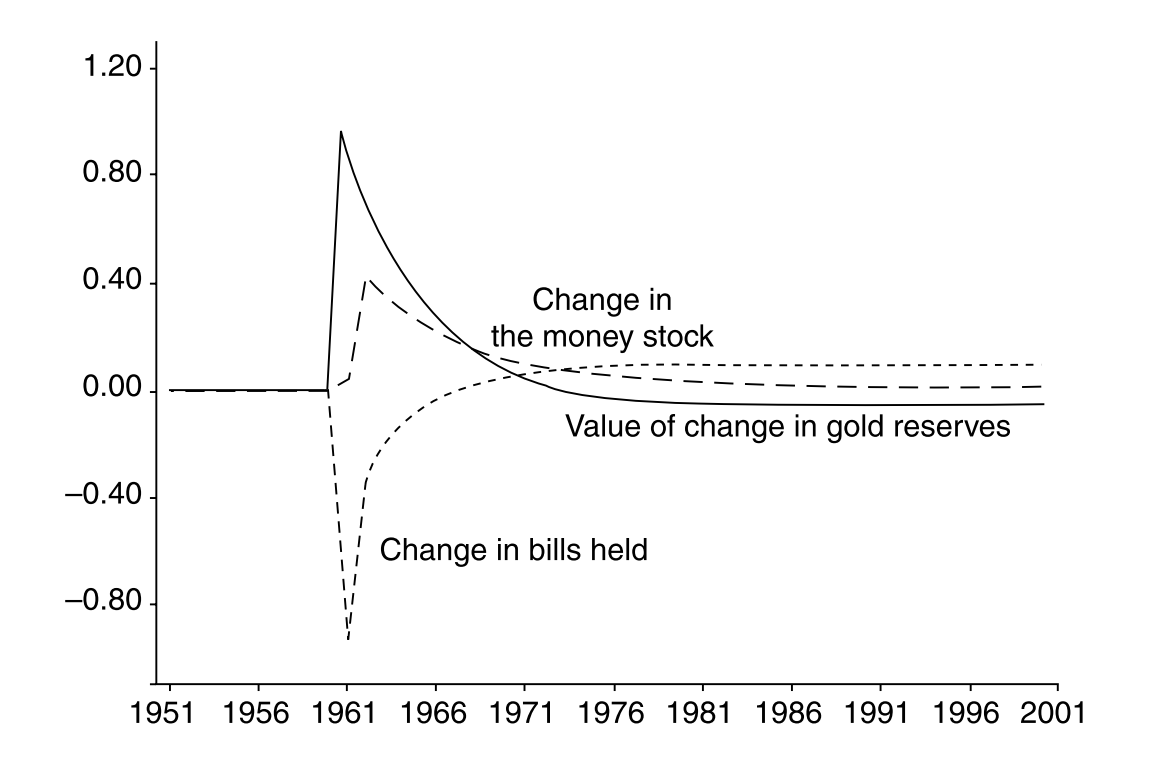 1.20
0.80
0.40
0.00
–0.40
–0.80
Change in
the money stock
Value of change in gold reserves
Change in bills held
1951 1956 1961 1966 1971 1976 1981 1986 1991 1996 2001